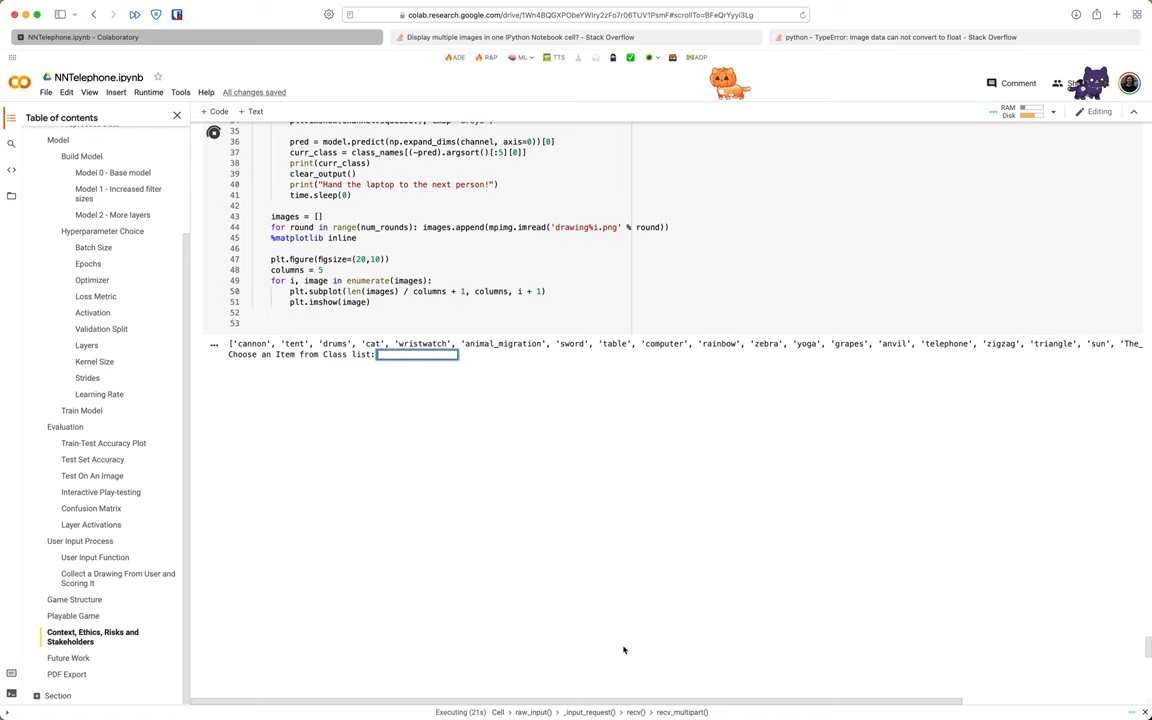 colab.research.google.com/drive/1Wn4BQGXPObeYWiry2zFo7r06TUV1PsmF#scrollTo=BFeQrYyyi3Lg
NNTelephone.ipynb - Colaboratory
Display multiple images in one IPython Notebook cell? - Stack Overflow
python - TypeError: Image data can not convert to float - Stack Overflow
ADE
R&P
ML
TTS
ADP
NNTelephone.ipynb
File Edit View Insert Runtime Tools Help All changes saved
Comment
Table of contents
+ Code + Text
RAM
Disk
Editing
Model
Build Model
Model 0 - Base model
Model 1 - Increased filter
sizes
Model 2 - More layers
Hyperparameter Choice
Batch Size
Epochs
Optimizer
Loss Metric
Activation
Validation Split
Layers
Kernel Size
Strides
Learning Rate
Train Model
Evaluation
Train-Test Accuracy Plot
Test Set Accuracy
Test On An Image
Interactive Play-testing
Confusion Matrix
Layer Activations
User Input Process
User Input Function
Collect a Drawing From User and
Scoring It
Game Structure
Playable Game
Context, Ethics, Risks and
Stakeholders
Future Work
PDF Export
Section
35
36 pred = model.predict(np.expand_dims(channel, axis=0))[0]
37 curr_class = class_names[(-pred).argsort()[:5][0]]
38 print(curr_class)
39 clear_output()
40 print("Hand the laptop to the next person!")
41 time.sleep(0)
42
43 images = []
44 for round in range(num_rounds): images.append(mpimg.imread('drawing%i.png' % round))
45 %matplotlib inline
46
47 plt.figure(figsize=(20,10))
48 columns = 5
49 for i, image in enumerate(images):
50 plt.subplot(len(images) / columns + 1, columns, i + 1)
51 plt.imshow(image)
52
53
['cannon', 'tent', 'drums', 'cat', 'wristwatch', 'animal_migration', 'sword', 'table', 'computer', 'rainbow', 'zebra', 'yoga', 'grapes', 'anvil', 'telephone', 'zigzag', 'triangle', 'sun', 'The_
Choose an Item from Class list:
Executing (21s) Cell > raw_input() > _input_request() > recv() > recv_multipart()